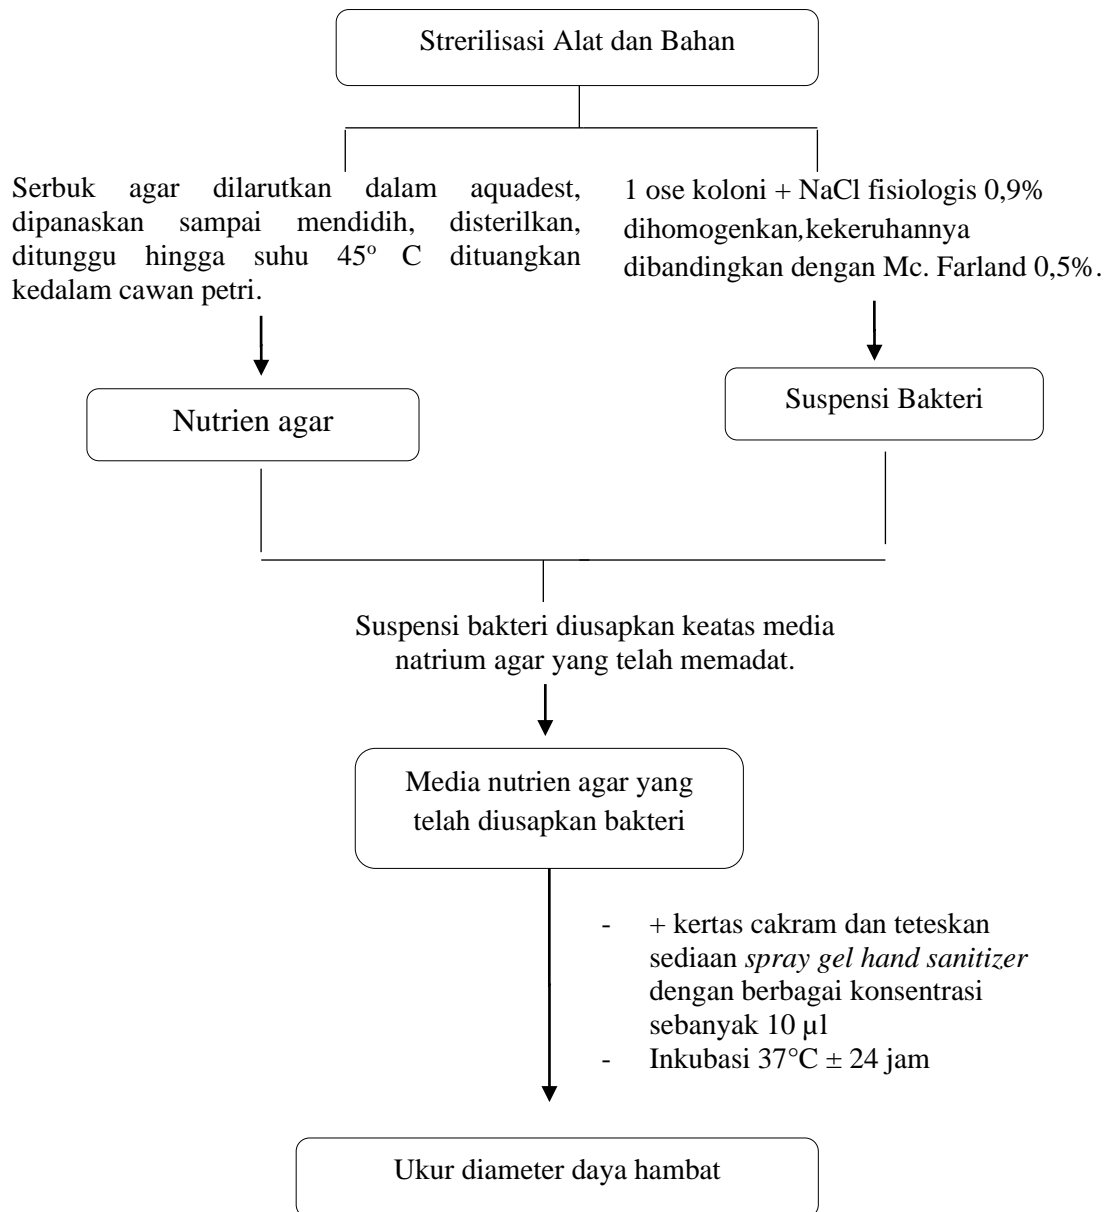 Strerilisasi Alat dan Bahan
Serbuk agar dilarutkan dalam aquadest,
dipanaskan sampai mendidih, disterilkan,
ditunggu hingga suhu 45° C dituangkan
kedalam cawan petri.
1 ose koloni + NaCl fisiologis 0,9%
dihomogenkan,kekeruhannya
dibandingkan dengan Mc. Farland 0,5%.
Nutrien agar
Suspensi Bakteri
Suspensi bakteri diusapkan keatas media
natrium agar yang telah memadat.
Media nutrien agar yang
telah diusapkan bakteri
- + kertas cakram dan teteskan
sediaan spray gel hand sanitizer
dengan berbagai konsentrasi
sebanyak 10 µl
- Inkubasi 37°C ± 24 jam
Ukur diameter daya hambat